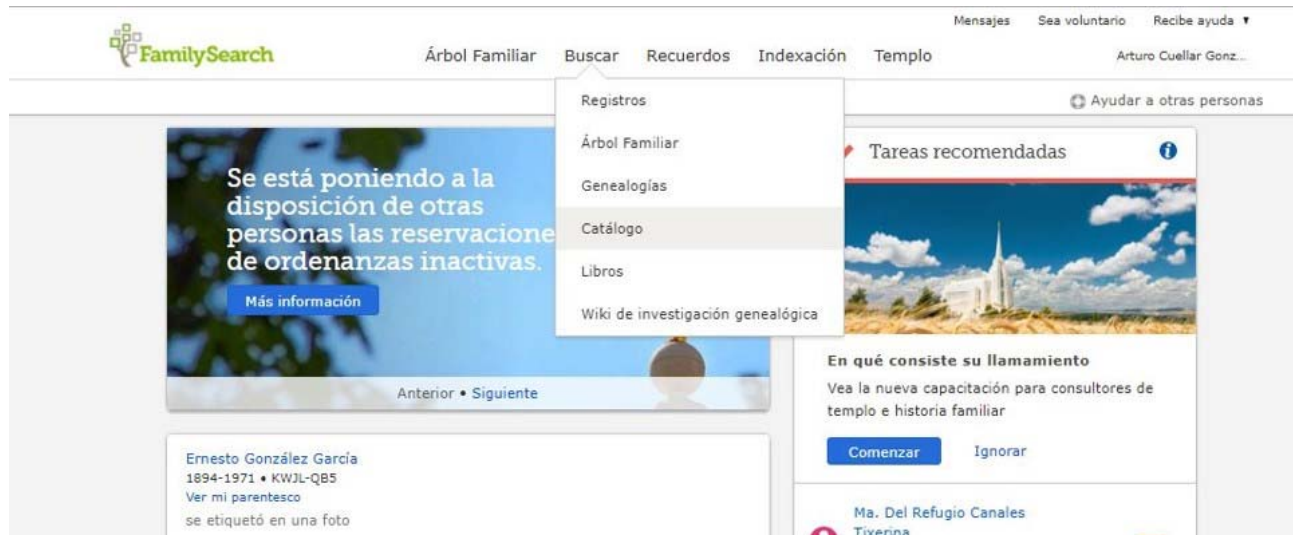 Mensajes Sea voluntario Recibe ayuda
FamilySearch
Árbol Familiar Buscar Recuerdos Indexación Templo
Arturo Cuellar Gonz...
Registros
Árbol Familiar
Genealogías
Catálogo
Libros
Wiki de investigación genealógica
Ayudar a otras personas
Se está poniendo a la
disposición de otras
personas las reservacione
de ordenanzas inactivas.
Más información
Anterior • Siguiente
Ernesto González García
1894-1971 • KWJL-QB5
Ver mi parentesco
se etiquetó en una foto
Tareas recomendadas
En qué consiste su llamamiento
Vea la nueva capacitación para consultores de
templo e historia familiar
Comenzar Ignorar
Ma. Del Refugio Canales
Tixerina